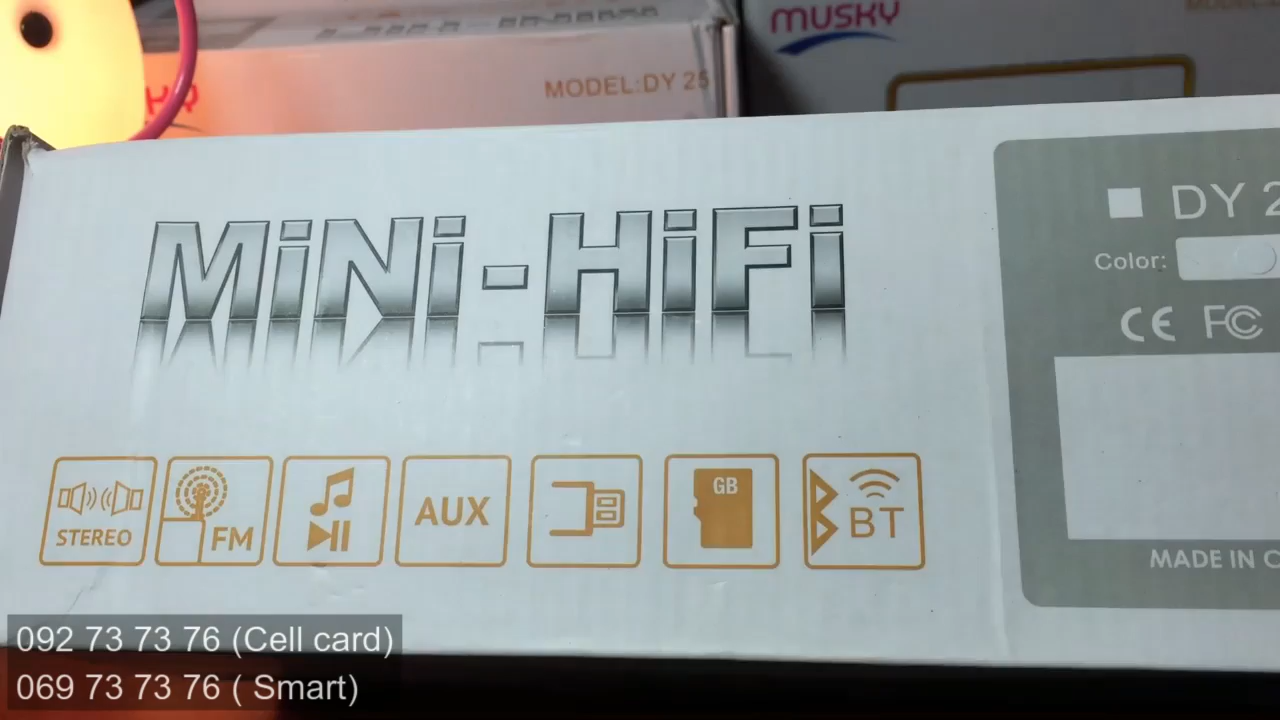 MUSKY
MODEL:DY 25
MiNi-HiFi
DY
Color:
CE FC
STEREO
FM
AUX
GB
BT
MADE IN
092 73 73 76 (Cell card)
069 73 73 76 ( Smart)